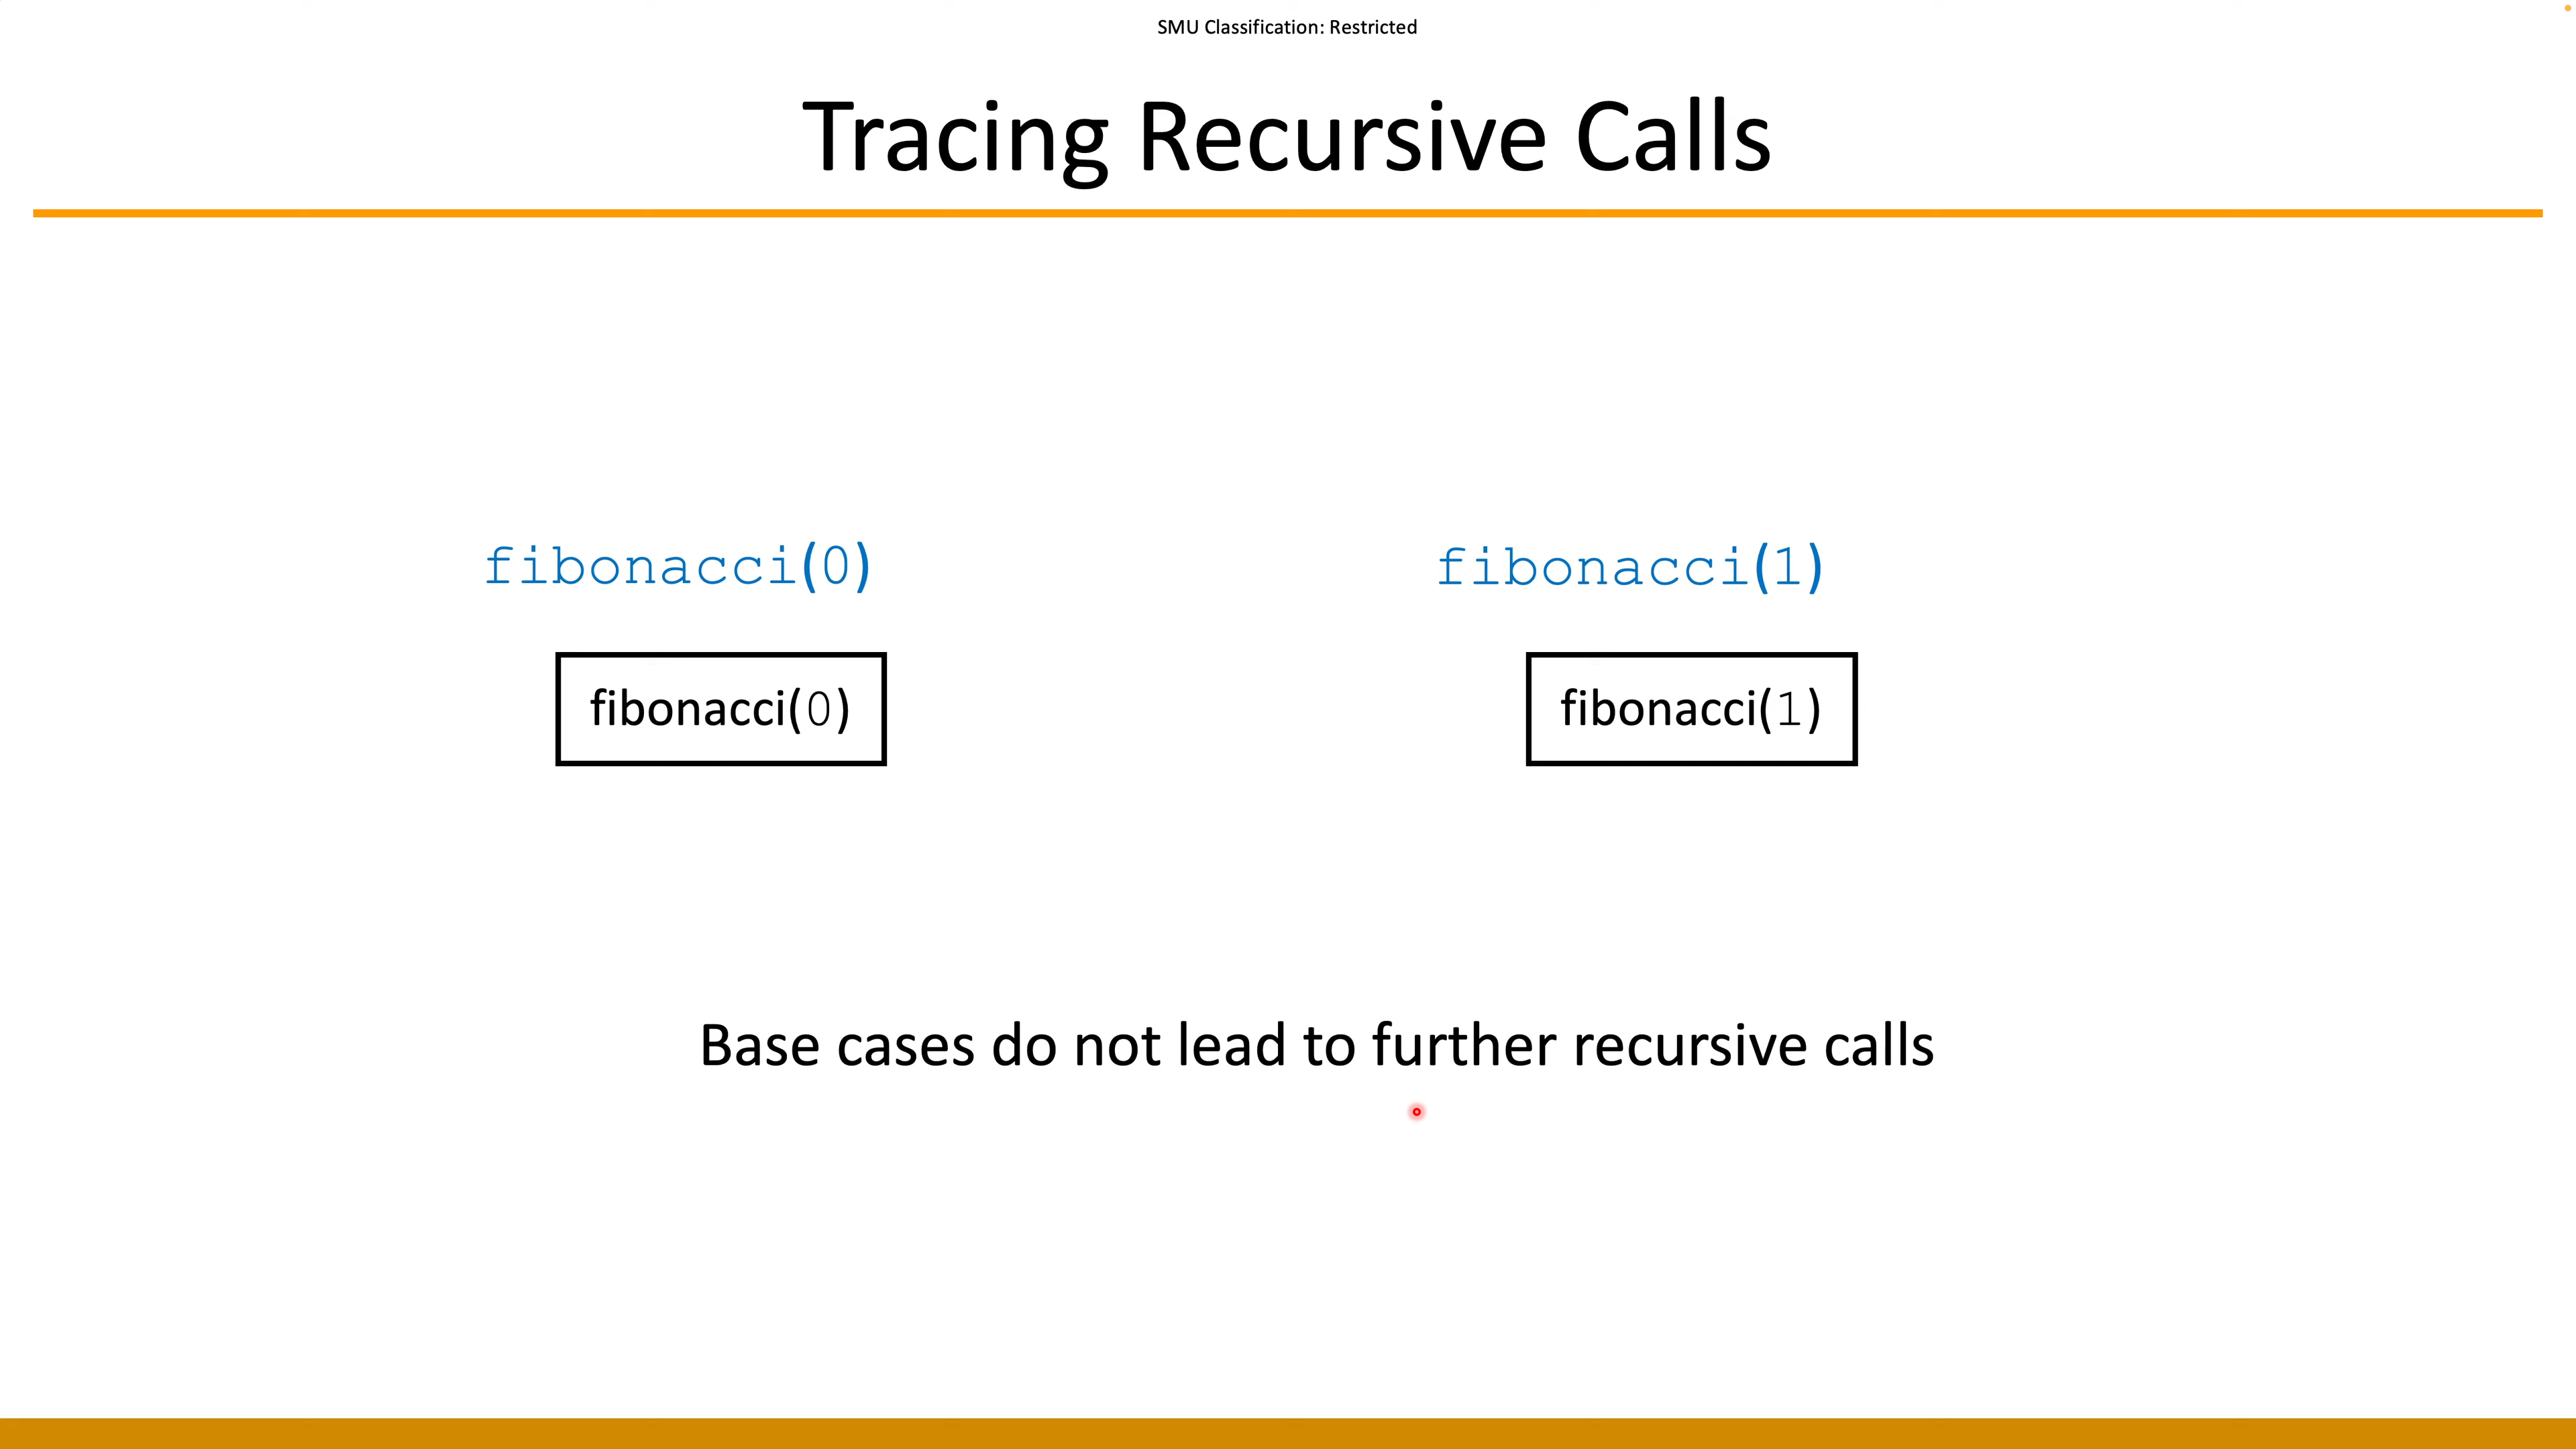 SMU Classification: Restricted
Tracing Recursive Calls
fibonacci(0)
fibonacci(1)
fibonacci(0)
fibonacci(1)
Base cases do not lead to further recursive calls